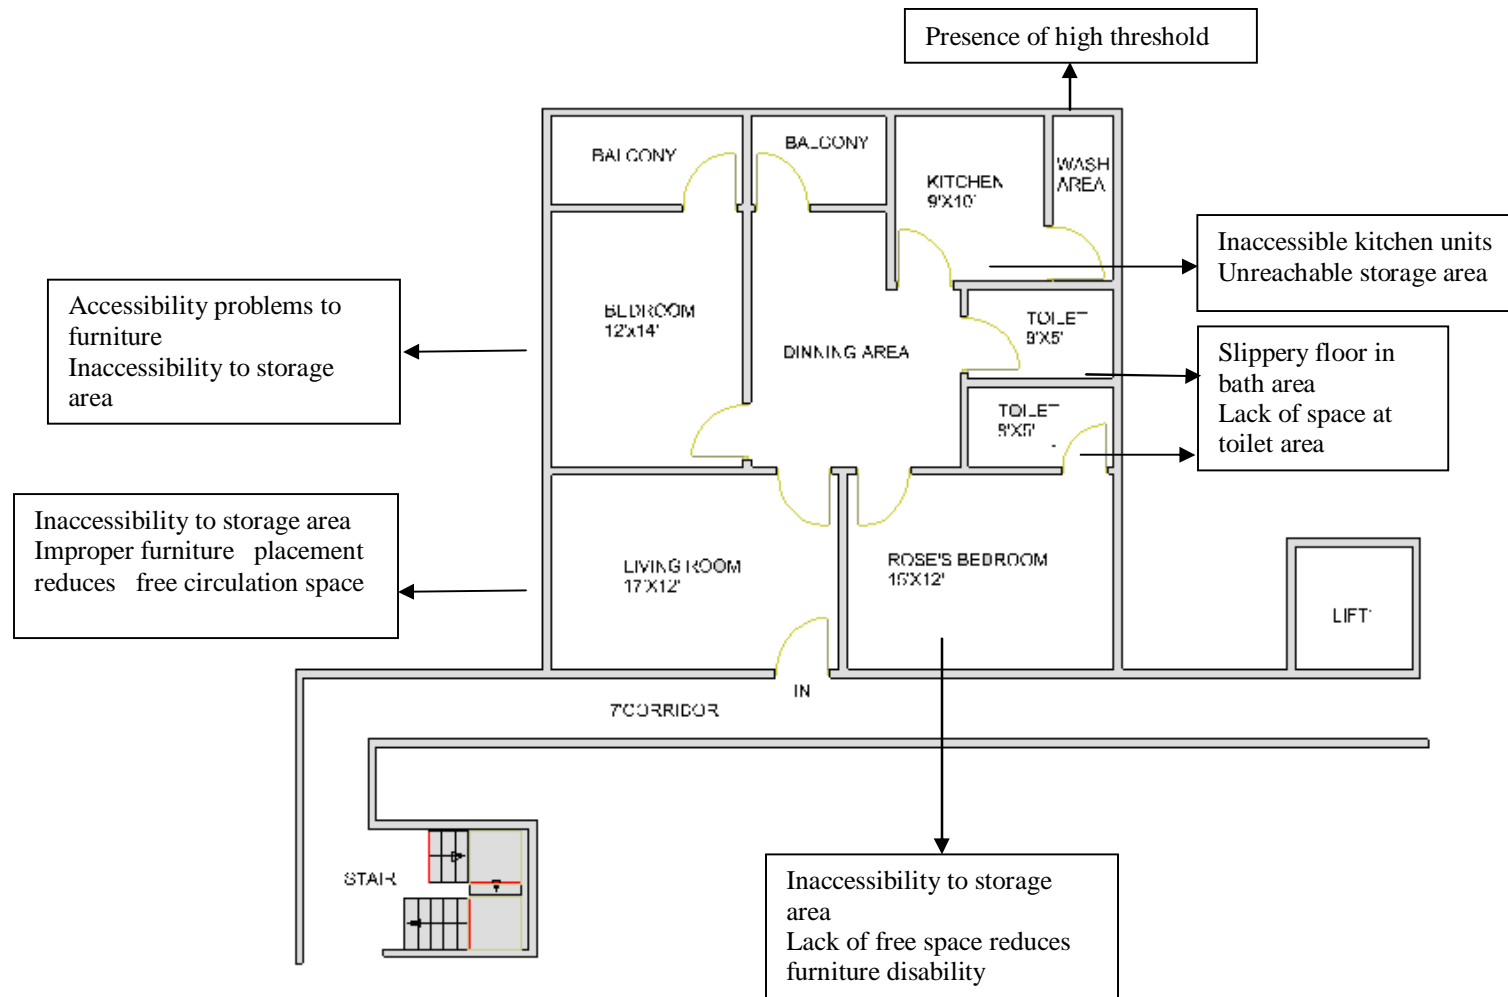 Presence of high threshold
BALCONY
BALCONY
KITCHEN
9'X10'
WASH
AREA
Inaccessible kitchen units
Unreachable storage area
Accessibility problems to
furniture
Inaccessibility to storage
area
BEDROOM
12'x14'
DINNING AREA
TOILET
9'X5'
Slippery floor in
bath area
Lack of space at
toilet area
TOILET
9'X5'
Inaccessibility to storage area
Improper furniture placement
reduces free circulation space
LIVING ROOM
17'X12'
ROSE'S BEDROOM
15'X12'
LIFT
IN
7'CORRIDOR
STAIR
Inaccessibility to storage
area
Lack of free space reduces
furniture disability